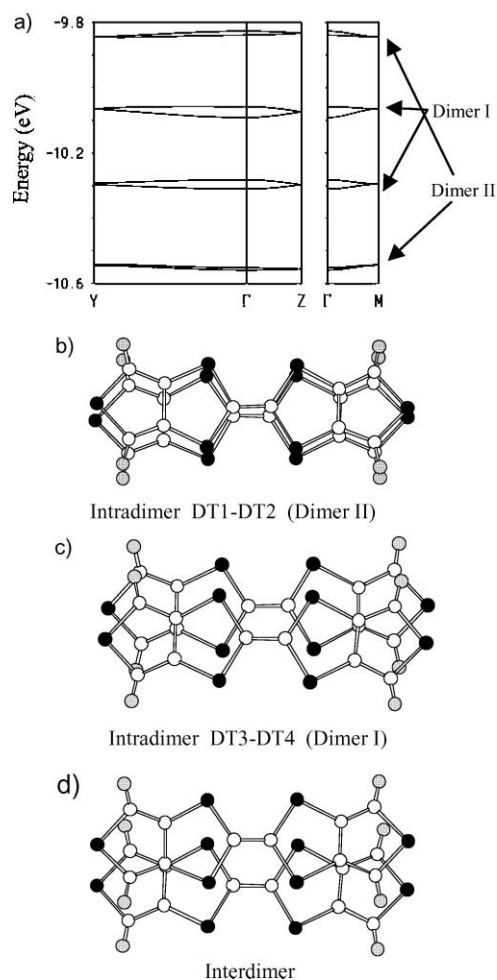 a)
-9.8
-10.2
-10.6
Energy (eV)
Y Γ Z Γ M
Dimer I
Dimer II
b)
Intradimer DT1-DT2 (Dimer II)
c)
Intradimer DT3-DT4 (Dimer I)
d)
Interdimer